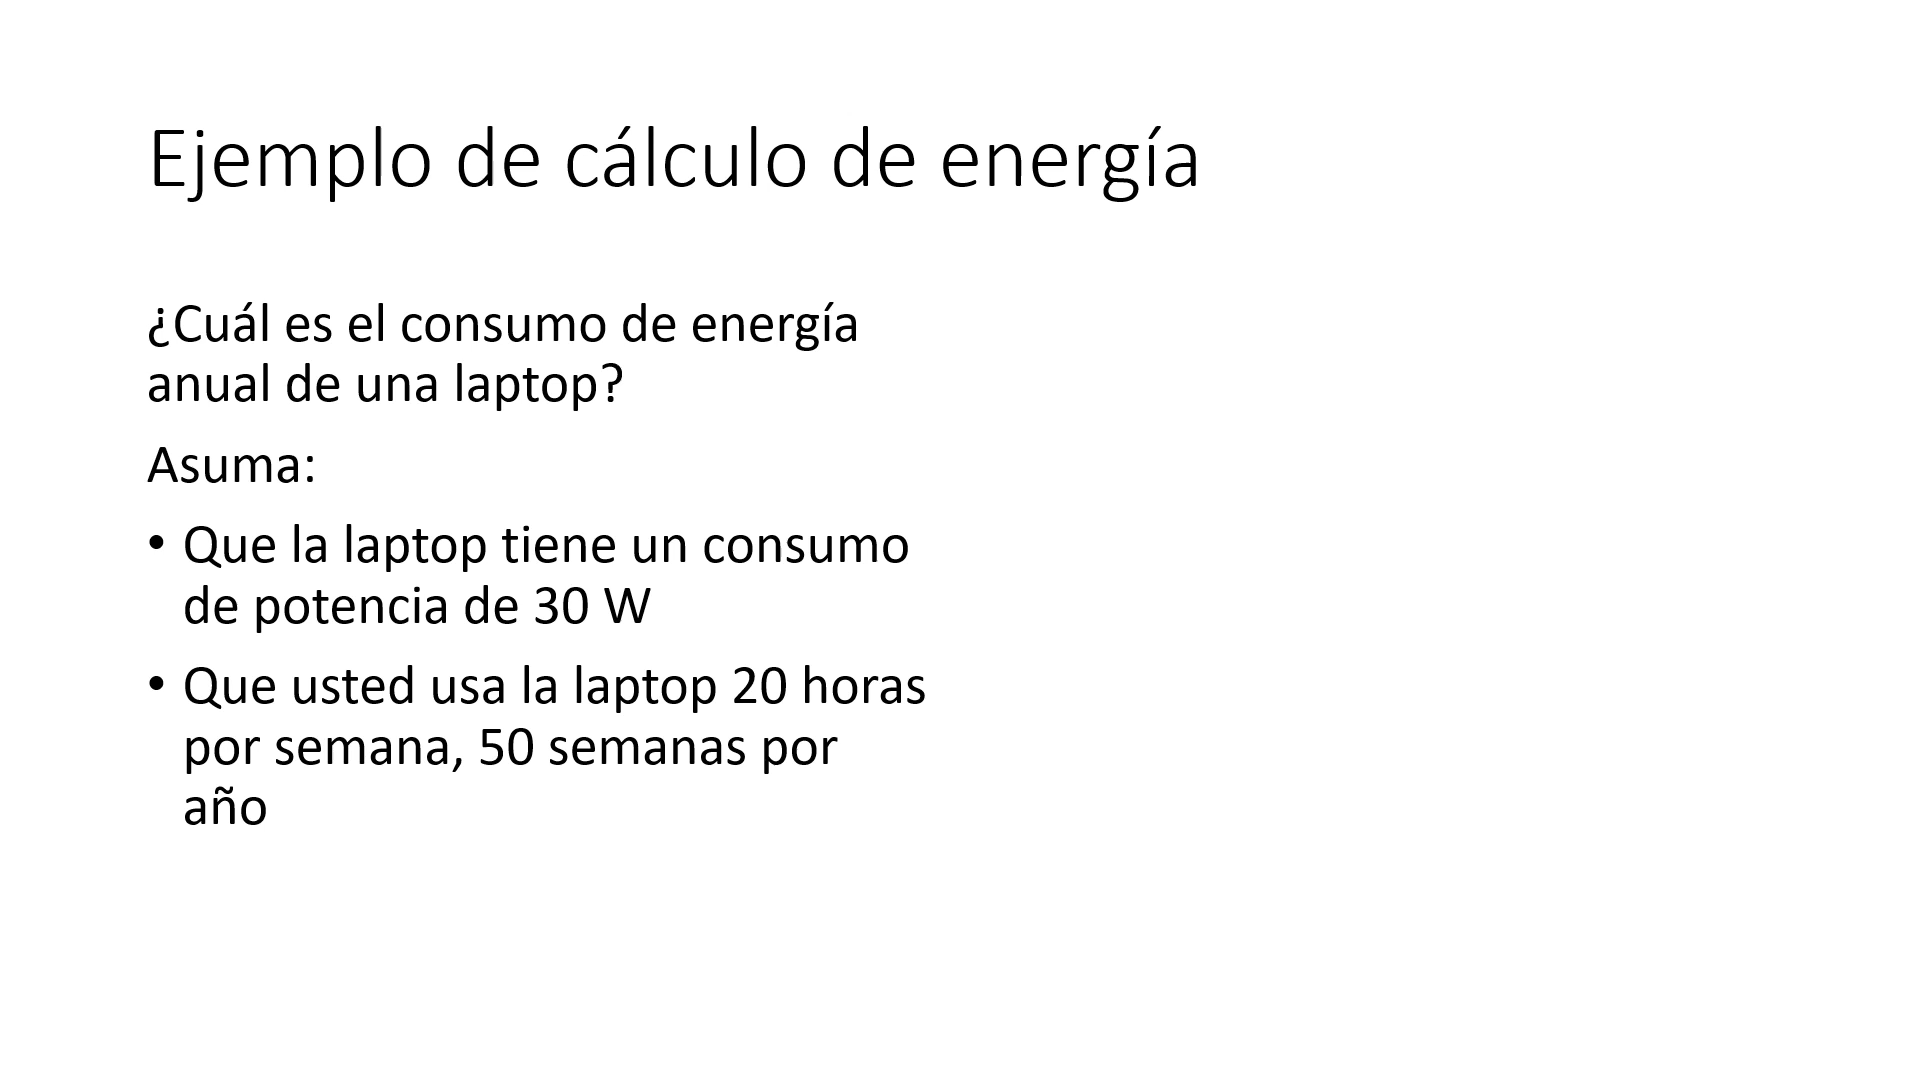 Ejemplo de cálculo de energía
¿Cuál es el consumo de energía
anual de una laptop?
Asuma:
• Que la laptop tiene un consumo
de potencia de 30 W
• Que usted usa la laptop 20 horas
por semana, 50 semanas por
año